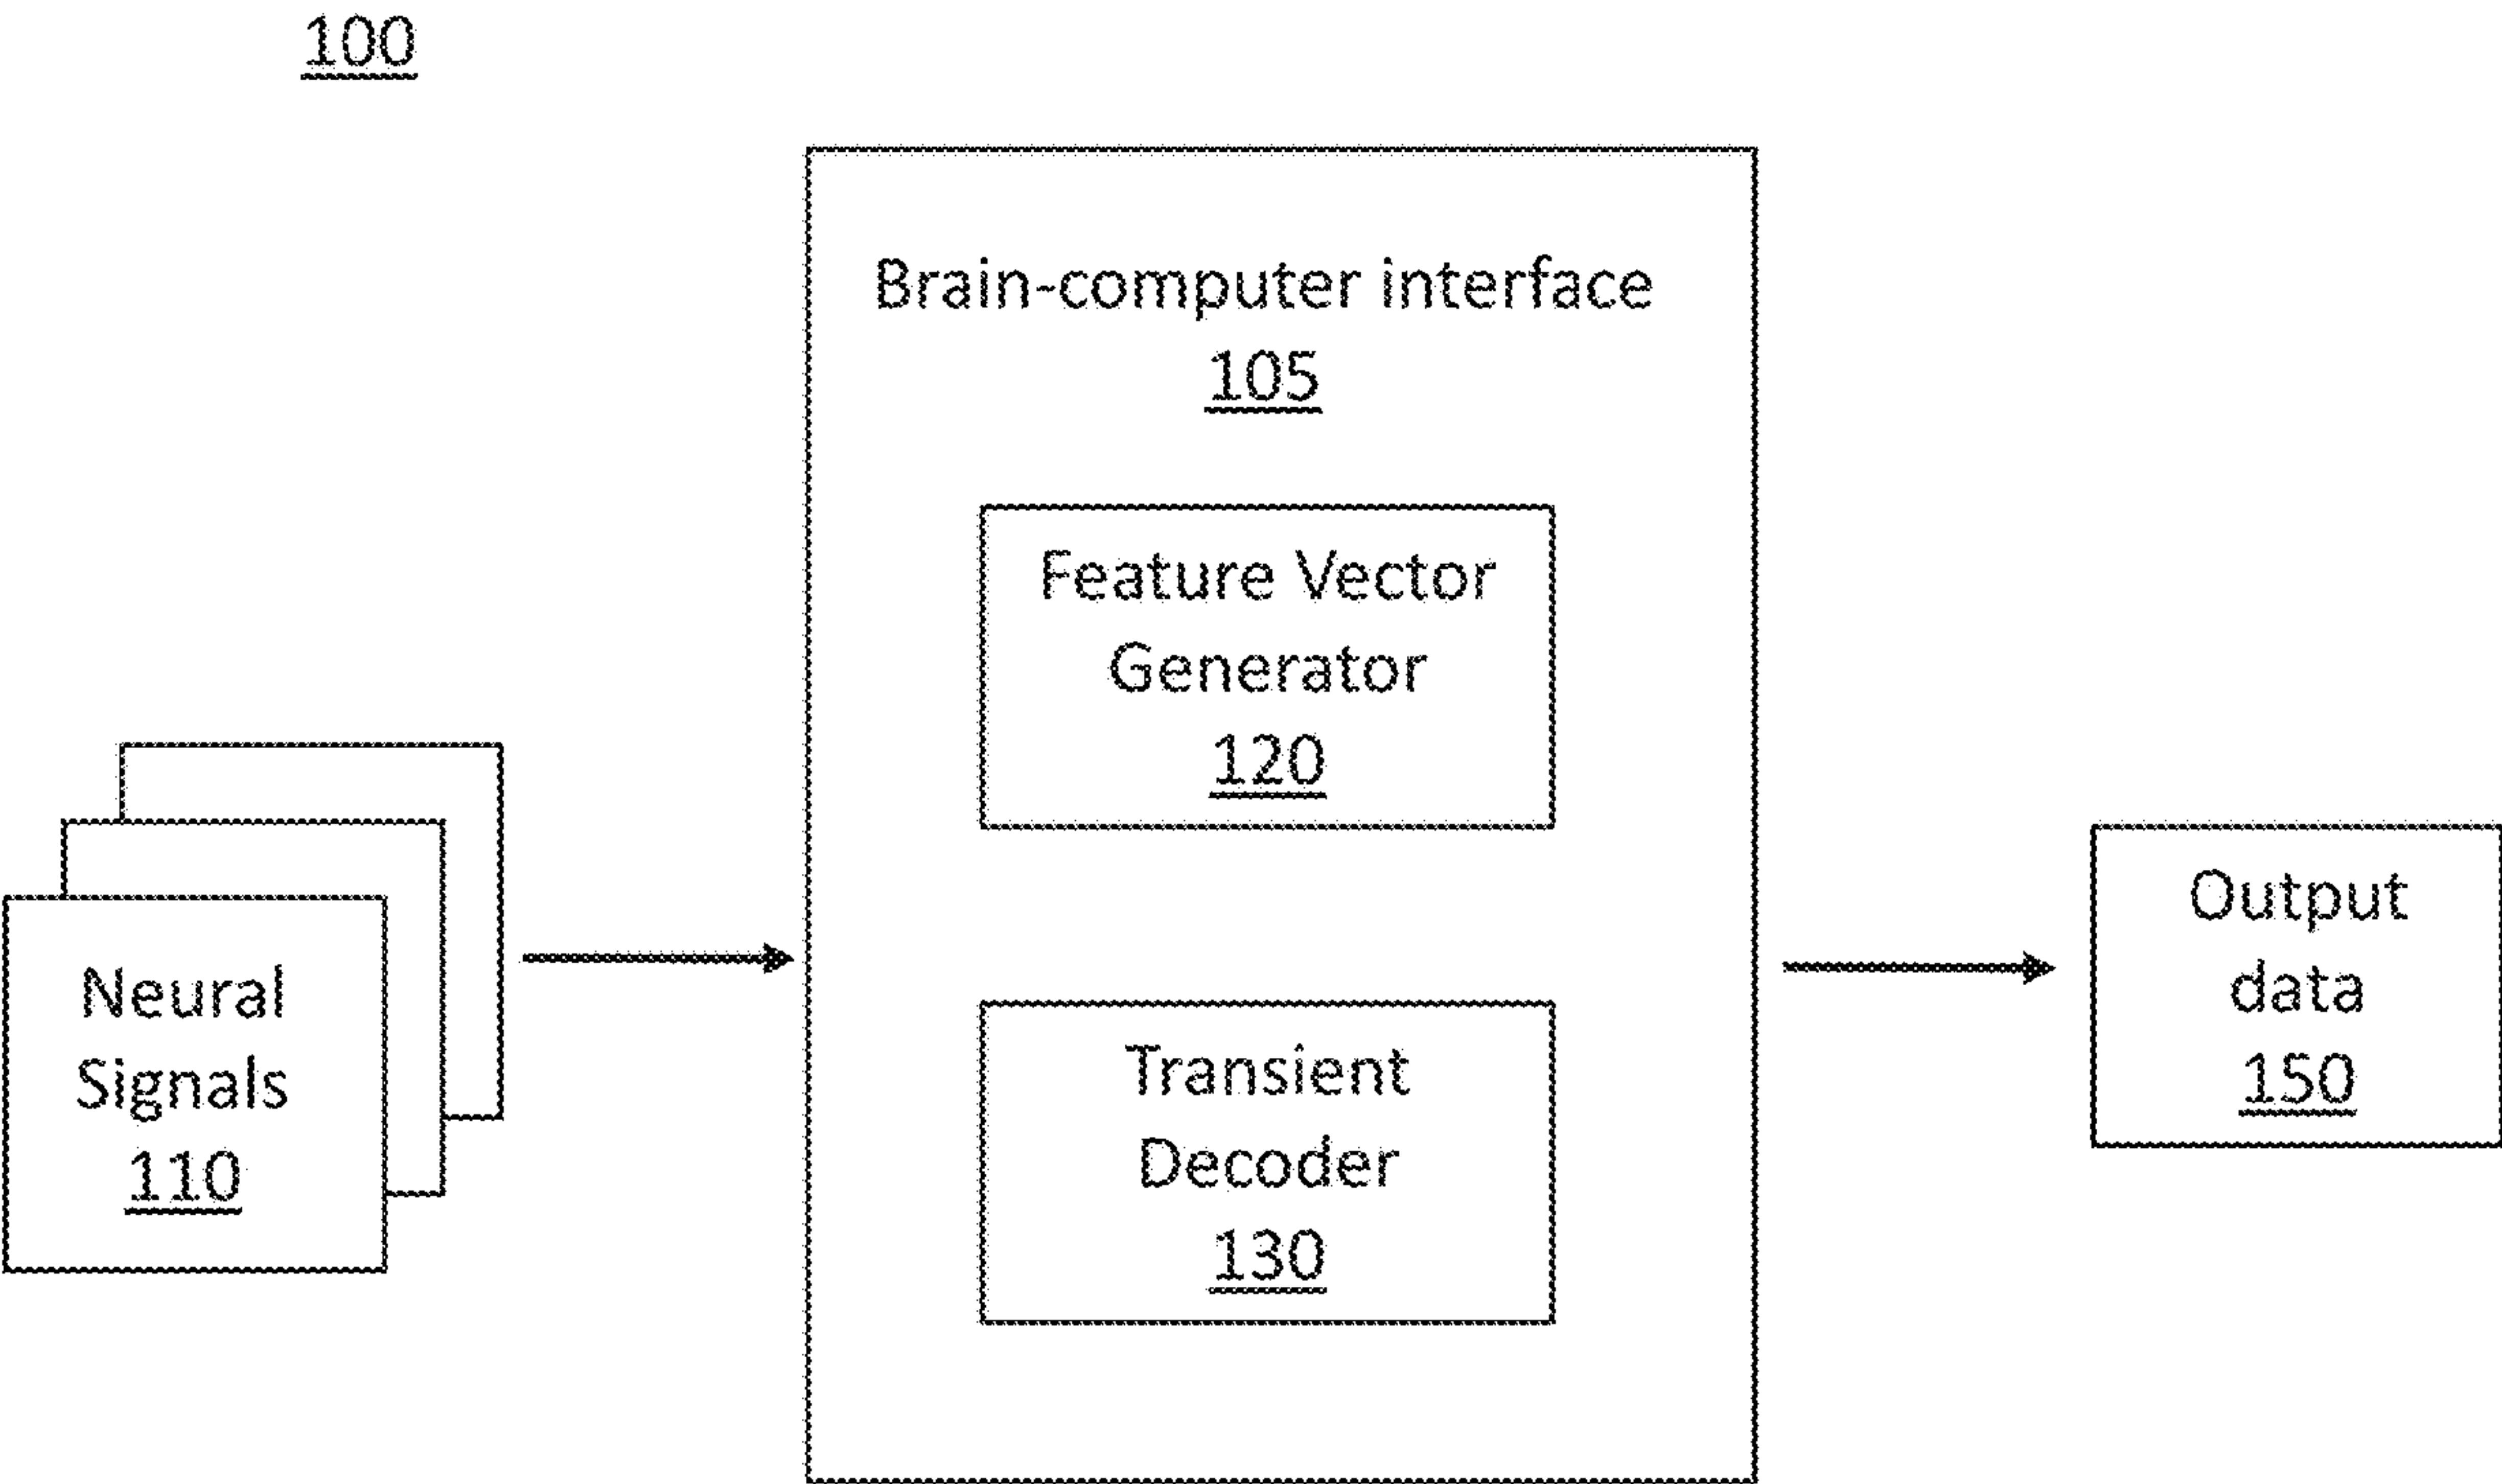 100
Brain-computer interface
105
Feature Vector
Generator
120
Neural
Signals
110
Transient
Decoder
130
Output
data
150